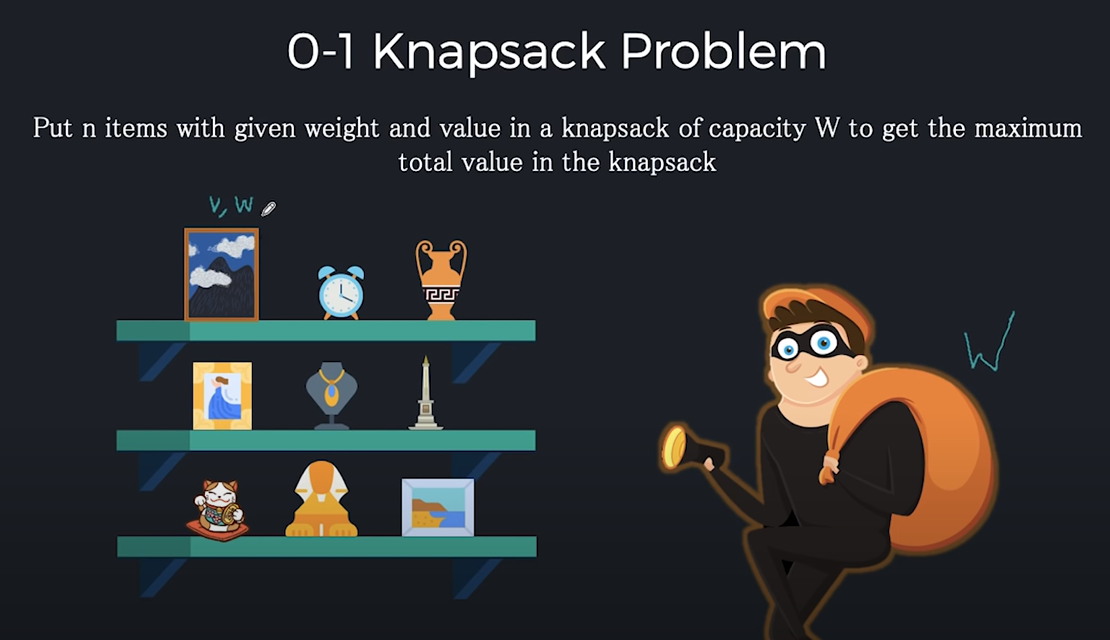 0-1 Knapsack Problem
Put n items with given weight and value in a knapsack of capacity W to get the maximum
total value in the knapsack
V, W
W